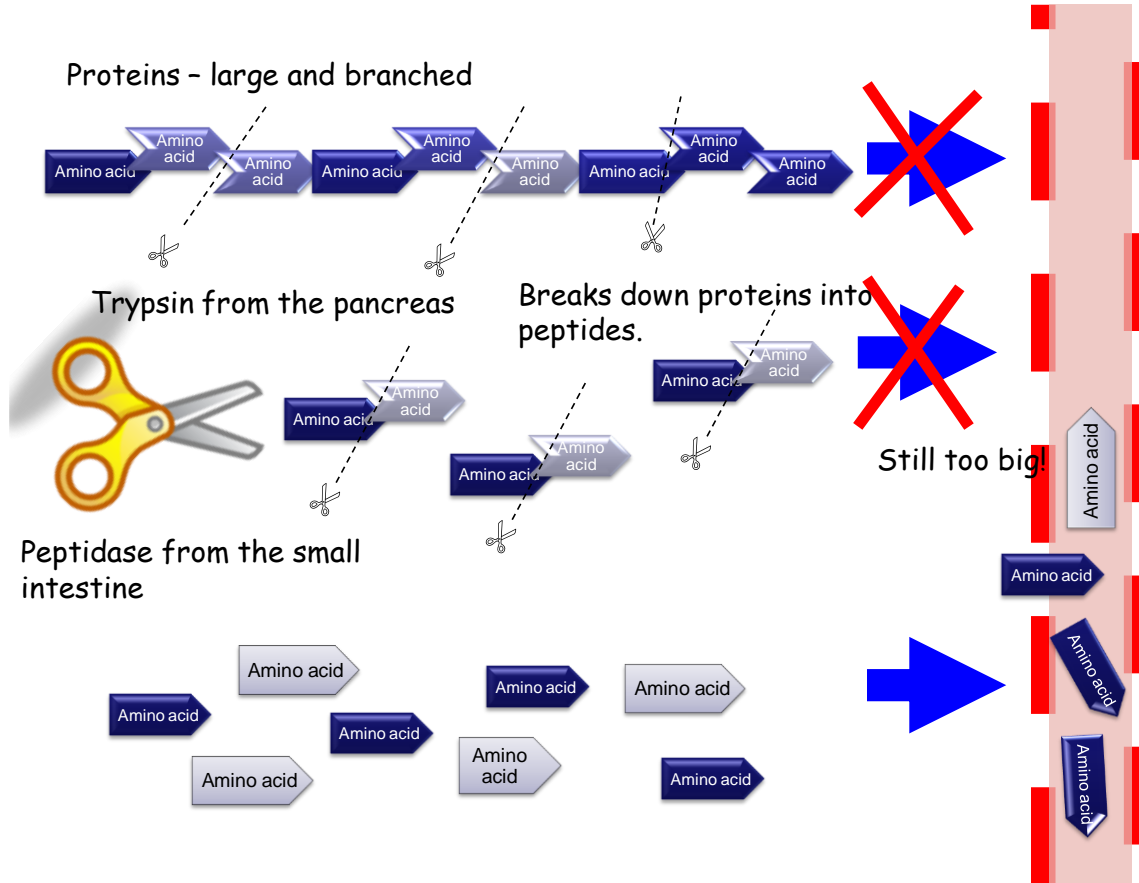 Proteins – large and branched
Amino acid
Amino
acid
Amino
acid
Amino acid
Amino
acid
Amino
acid
Amino acid
Amino
acid
Amino
acid
Trypsin from the pancreas
Breaks down proteins into
peptides.
Amino acid
Amino
acid
Amino acid
Amino
acid
Amino acid
Amino
acid
Still too big!
Amino acid
Peptidase from the small
intestine
Amino acid
Amino acid
Amino acid
Amino acid
Amino acid
Amino acid
Amino acid
Amino acid
Amino
acid
Amino acid
Amino acid
Amino acid